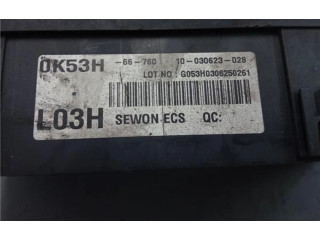 0K53H -66-760 10-030623-028
LOT NO : G053H0306250261
L03H SEWON-ECS QC: